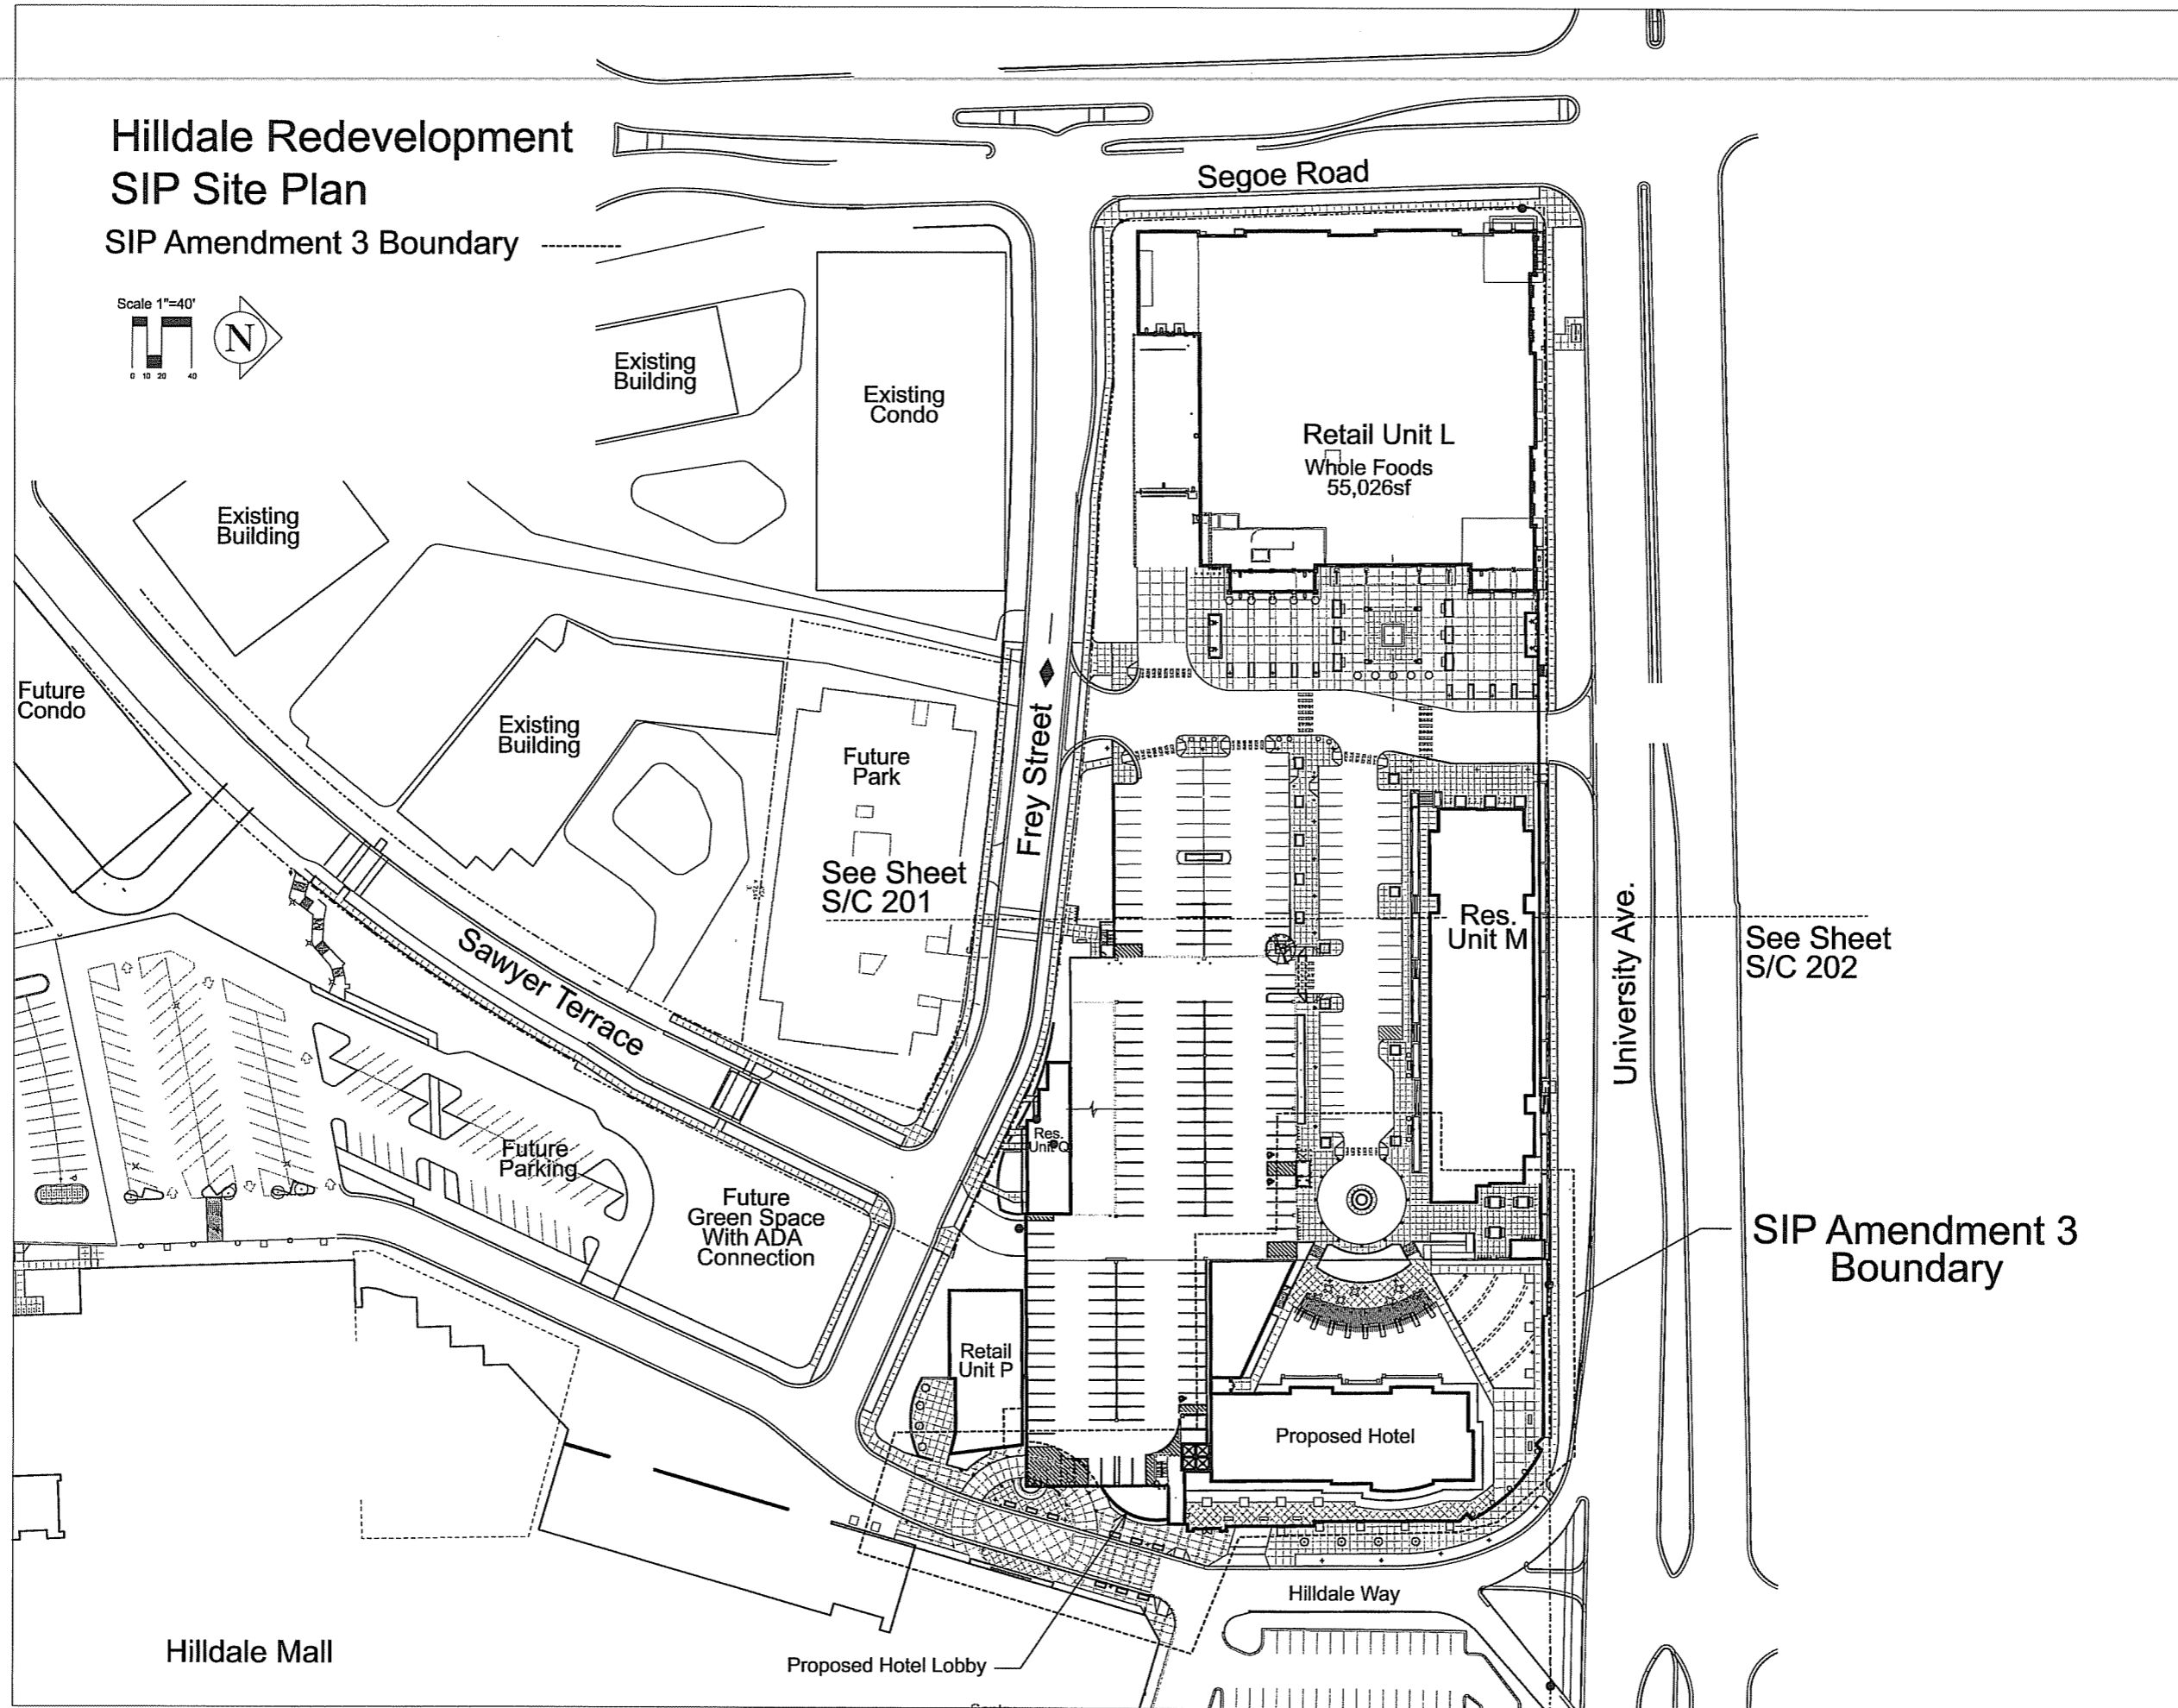 Hilldale Redevelopment
SIP Site Plan
SIP Amendment 3 Boundary
Scale 1"=40'
0 10 20 40
N
Segoe Road
Existing
Building
Existing
Condo
Retail Unit L
Whole Foods
55,026sf
Existing
Building
Future
Condo
Existing
Building
Future
Park
Frey Street
See Sheet
S/C 201
Res.
Unit M
University Ave.
See Sheet
S/C 202
Sawyer Terrace
Res.
Unit Q
Future
Parking
Future
Green Space
With ADA
Connection
SIP Amendment 3
Boundary
Retail
Unit P
Proposed Hotel
Hilldale Way
Hilldale Mall
Proposed Hotel Lobby